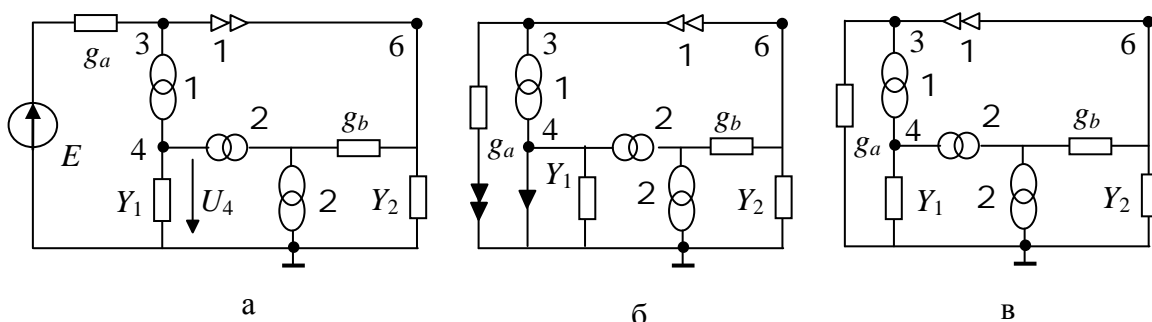 3 1 6
g_a
1
E
4 2 g_b
Y_1 U_4 2 Y_2
а
3 1 6
1
g_a 4 2 g_b
Y_1 2 Y_2
б
3 1 6
1
g_a 4 2 g_b
Y_1 2 Y_2
в